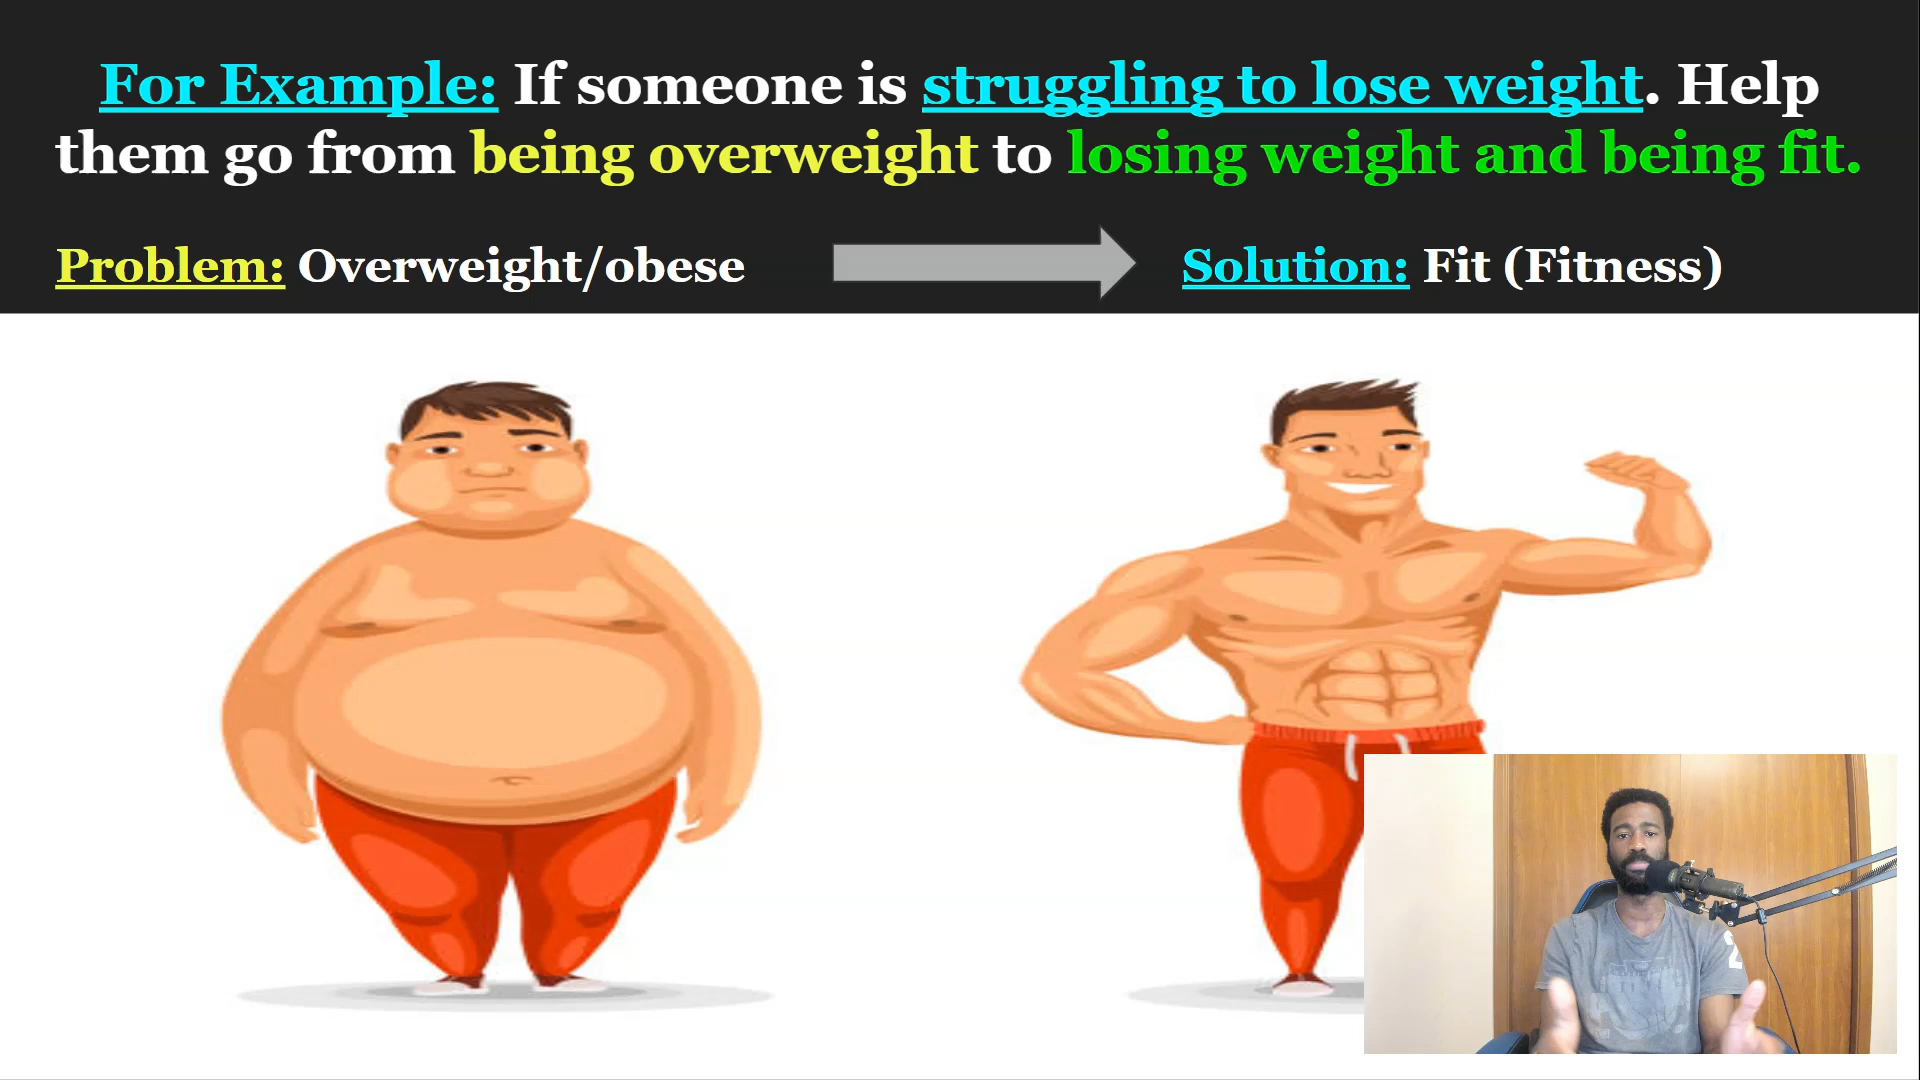 For Example: If someone is struggling to lose weight. Help
them go from being overweight to losing weight and being fit.
Problem: Overweight/obese
Solution: Fit (Fitness)
2